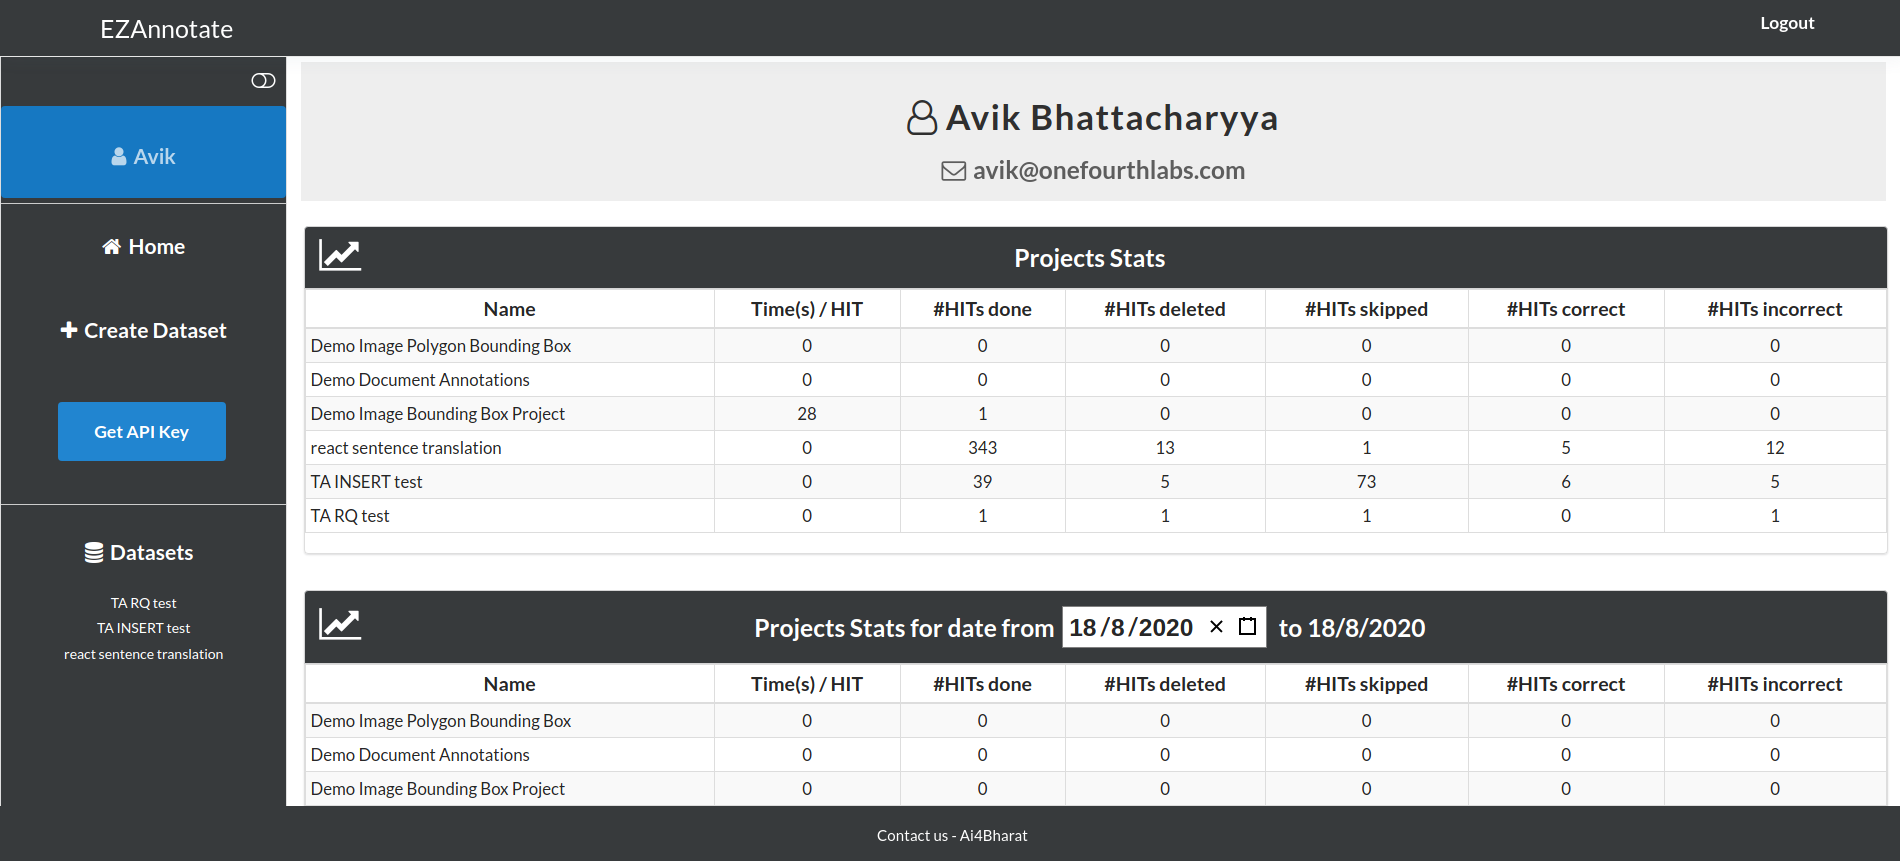 EZAnnotate Logout
Avik
Home
Create Dataset
Get API Key
Datasets
TA RQ test
TA INSERT test
react sentence translation
Avik Bhattacharyya
avik@onefourthlabs.com
Projects Stats
Name Time(s) / HIT #HITs done #HITs deleted #HITs skipped #HITs correct #HITs incorrect
Demo Image Polygon Bounding Box 0 0 0 0 0 0
Demo Document Annotations 0 0 0 0 0 0
Demo Image Bounding Box Project 28 1 0 0 0 0
react sentence translation 0 343 13 1 5 12
TA INSERT test 0 39 5 73 6 5
TA RQ test 0 1 1 1 0 1
Projects Stats for date from 18/8/2020 to 18/8/2020
Name Time(s) / HIT #HITs done #HITs deleted #HITs skipped #HITs correct #HITs incorrect
Demo Image Polygon Bounding Box 0 0 0 0 0 0
Demo Document Annotations 0 0 0 0 0 0
Demo Image Bounding Box Project 0 0 0 0 0 0
Contact us - Ai4Bharat